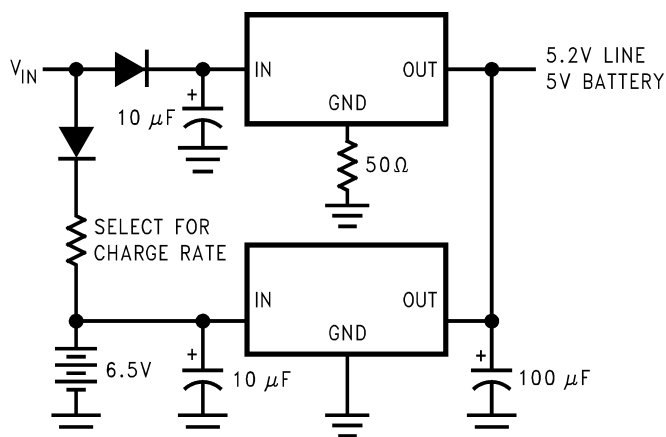 VIN
IN
OUT
GND
5.2V LINE
5V BATTERY
+
10 μF
50Ω
SELECT FOR
CHARGE RATE
IN
OUT
GND
6.5V
+
10 μF
+
100 μF